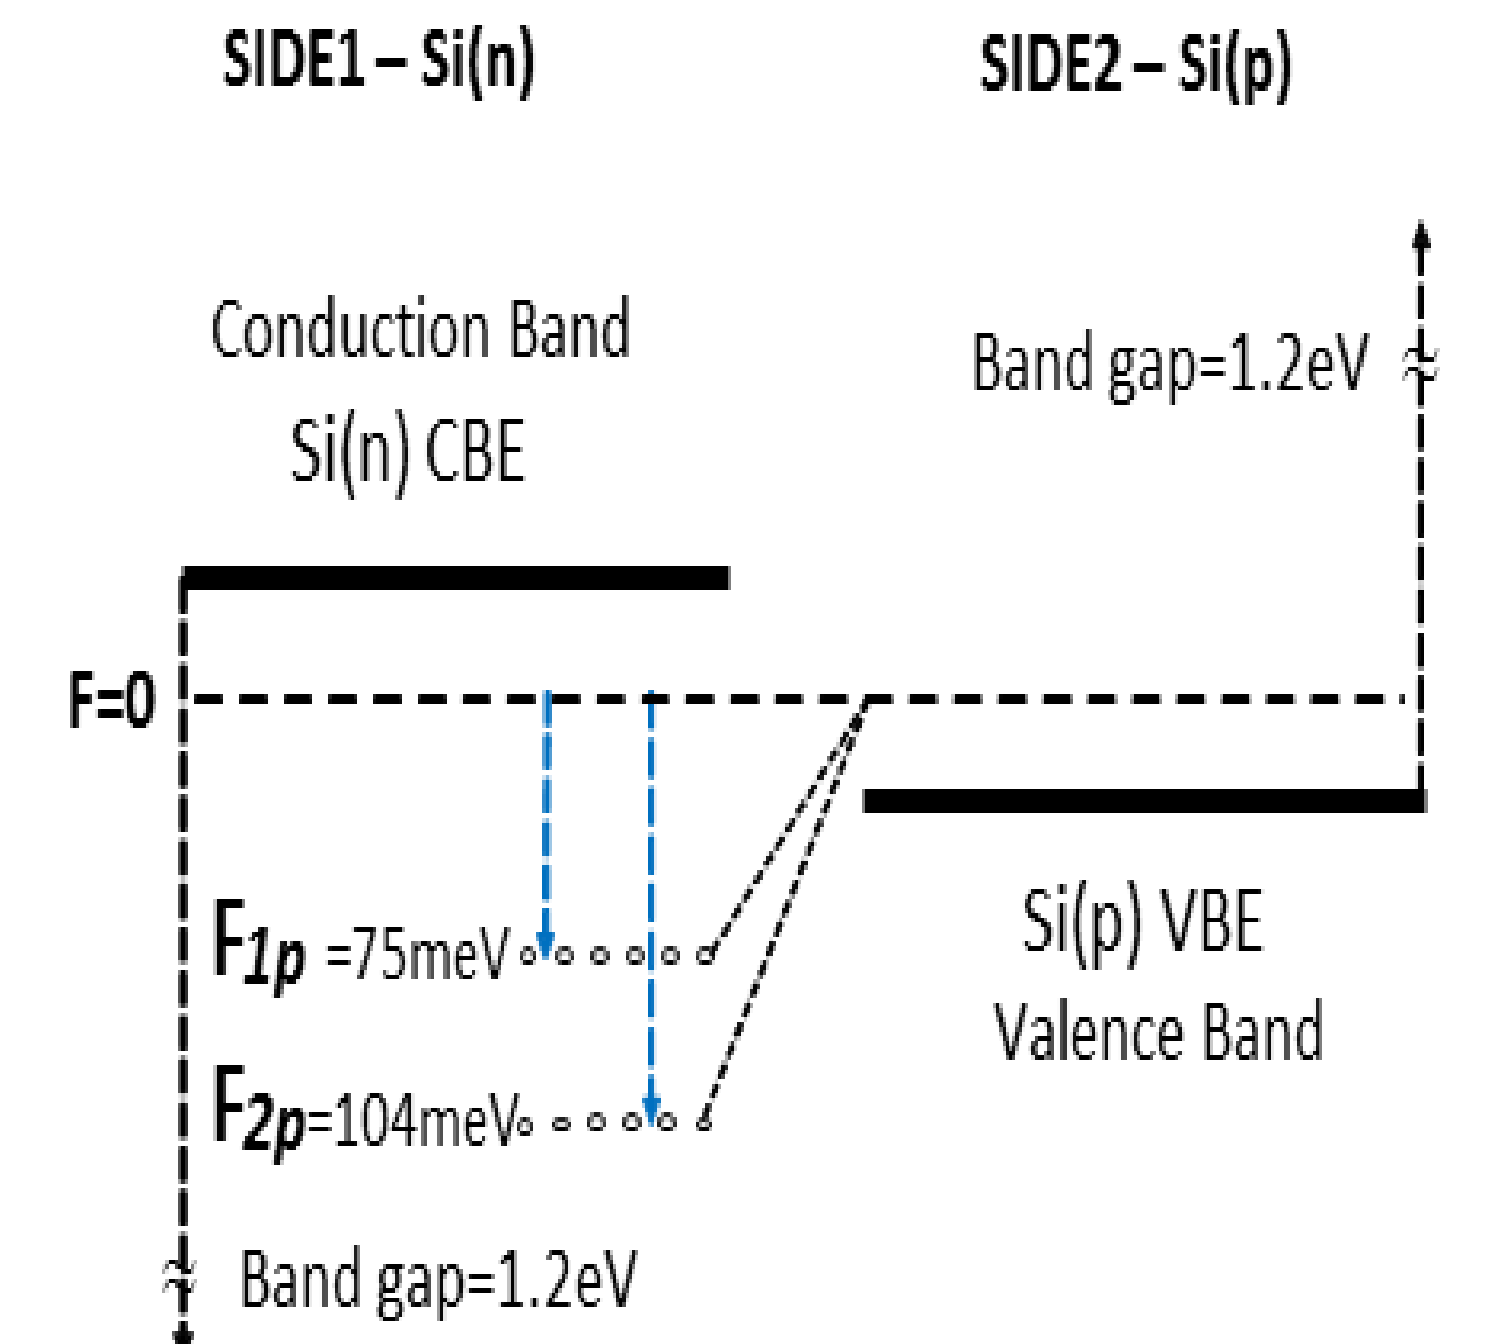 SIDE1 – Si(n)
SIDE2 – Si(p)
Conduction Band
Si(n) CBE
Band gap=1.2eV
F=0
F1p =75meV
F2p=104meV
Si(p) VBE
Valence Band
Band gap=1.2eV